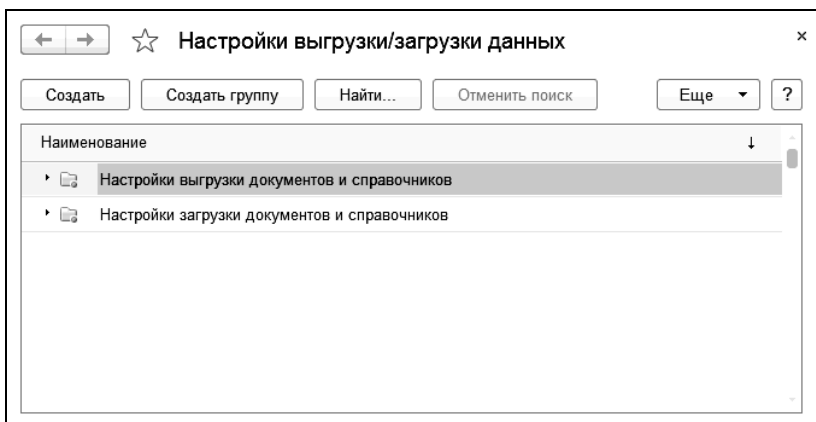 Настройки выгрузки/загрузки данных
Создать Создать группу Найти... Отменить поиск Еще ?
Наименование
Настройки выгрузки документов и справочников
Настройки загрузки документов и справочников